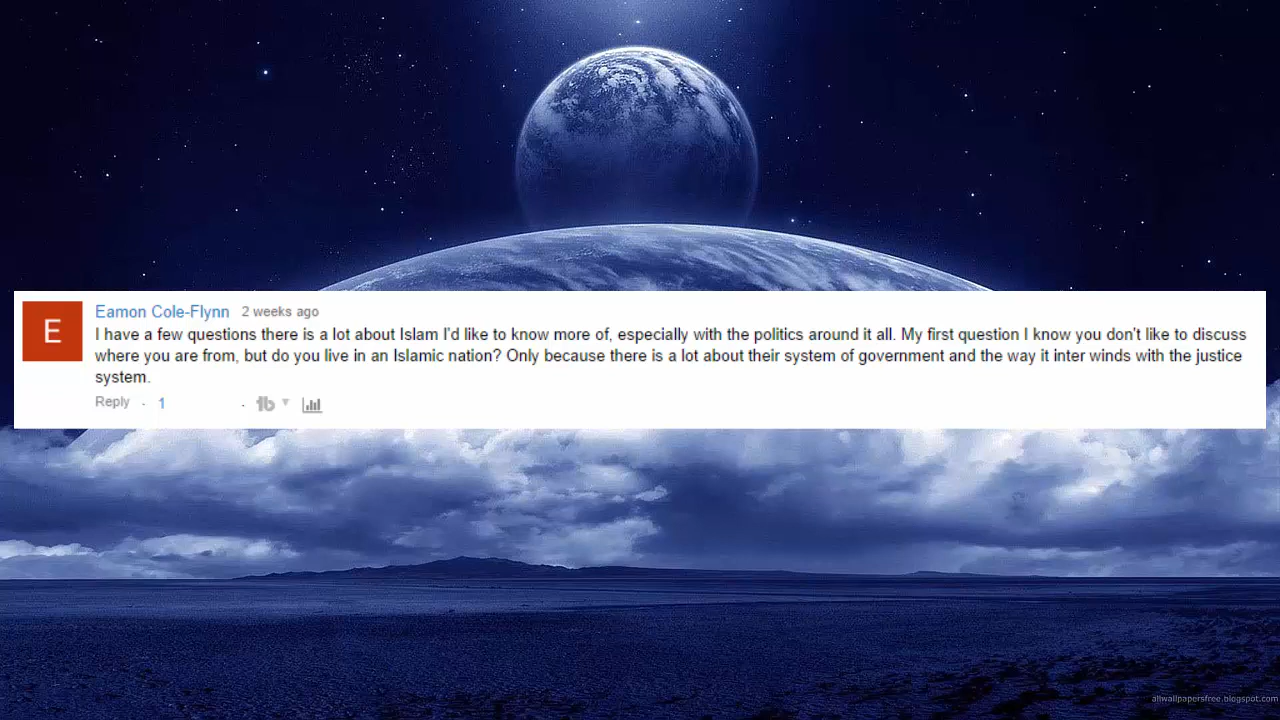 E
Eamon Cole-Flynn 2 weeks ago
I have a few questions there is a lot about Islam I'd like to know more of, especially with the politics around it all. My first question I know you don't like to discuss
where you are from, but do you live in an Islamic nation? Only because there is a lot about their system of government and the way it inter winds with the justice
system.
Reply · 1 ·
allwallpapersfree.blogspot.com